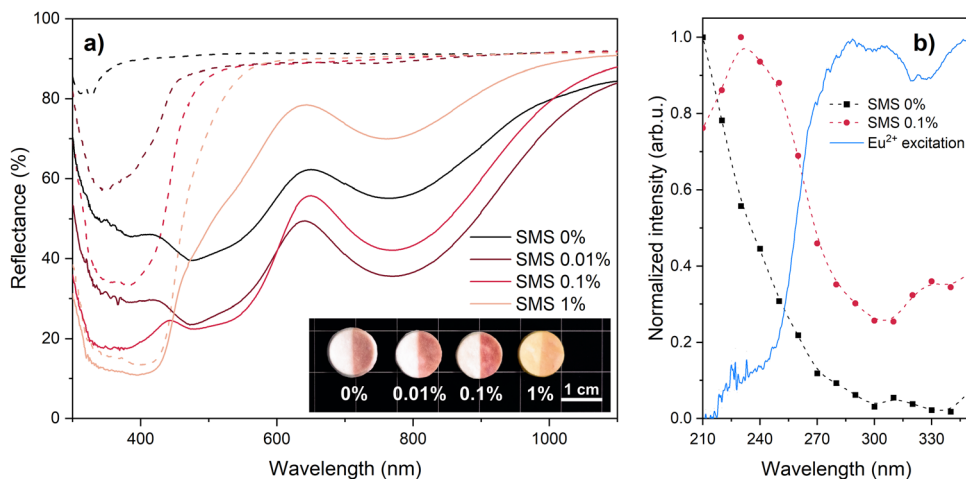 a)
100
80
60
40
20
0
Reflectance (%)
400
600
800
1000
Wavelength (nm)
SMS 0%
SMS 0.01%
SMS 0.1%
SMS 1%
0%
0.01%
0.1%
1%
1 cm
b)
1.0
0.8
0.6
0.4
0.2
0.0
Normalized intensity (arb.u.)
210
240
270
300
330
Wavelength (nm)
SMS 0%
SMS 0.1%
Eu²⁺ excitation